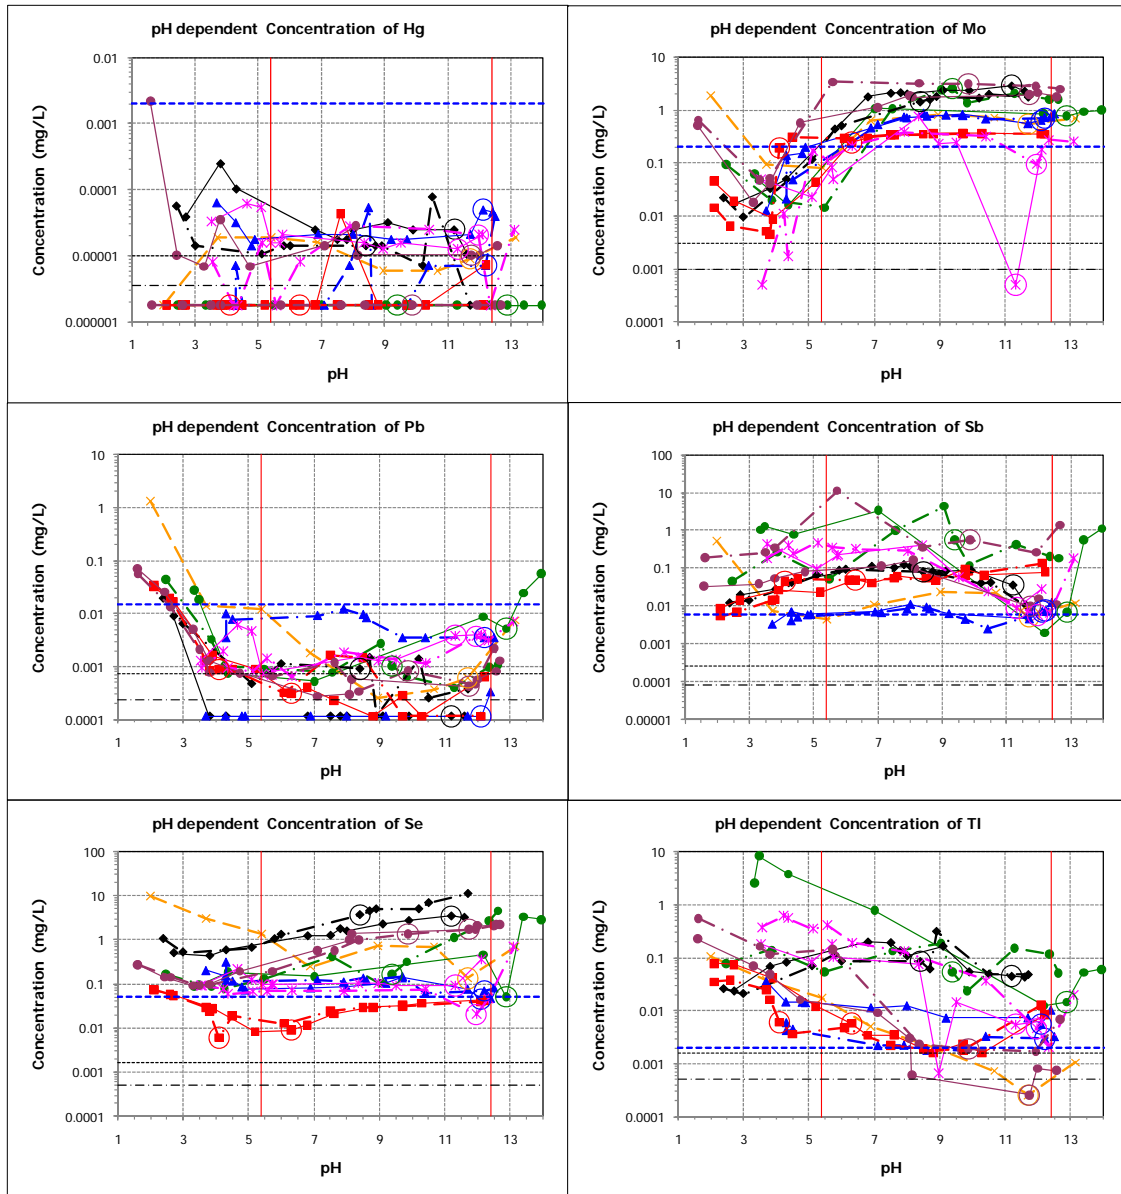 pH dependent Concentration of Hg
0.01
0.001
0.0001
0.00001
0.000001
Concentration (mg/L)
1 3 5 7 9 11 13
pH
pH dependent Concentration of Mo
10
1
0.1
0.01
0.001
0.0001
Concentration (mg/L)
1 3 5 7 9 11 13
pH
pH dependent Concentration of Pb
10
1
0.1
0.01
0.001
0.0001
Concentration (mg/L)
1 3 5 7 9 11 13
pH
pH dependent Concentration of Sb
100
10
1
0.1
0.01
0.001
0.0001
0.00001
Concentration (mg/L)
1 3 5 7 9 11 13
pH
pH dependent Concentration of Se
100
10
1
0.1
0.01
0.001
0.0001
Concentration (mg/L)
1 3 5 7 9 11 13
pH
pH dependent Concentration of Tl
10
1
0.1
0.01
0.001
0.0001
Concentration (mg/L)
1 3 5 7 9 11 13
pH